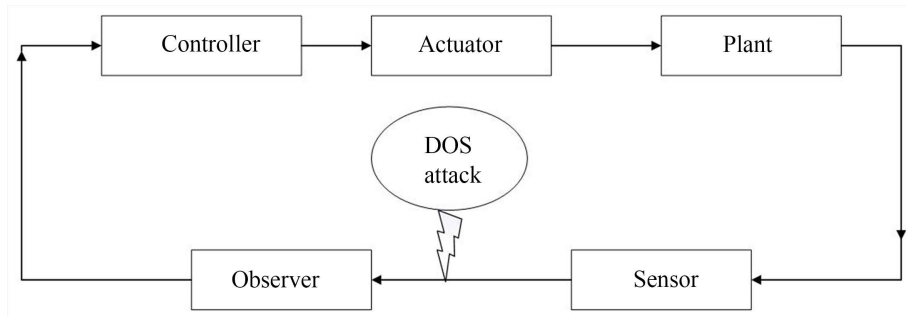 Controller
Actuator
Plant
DOS
attack
Observer
Sensor